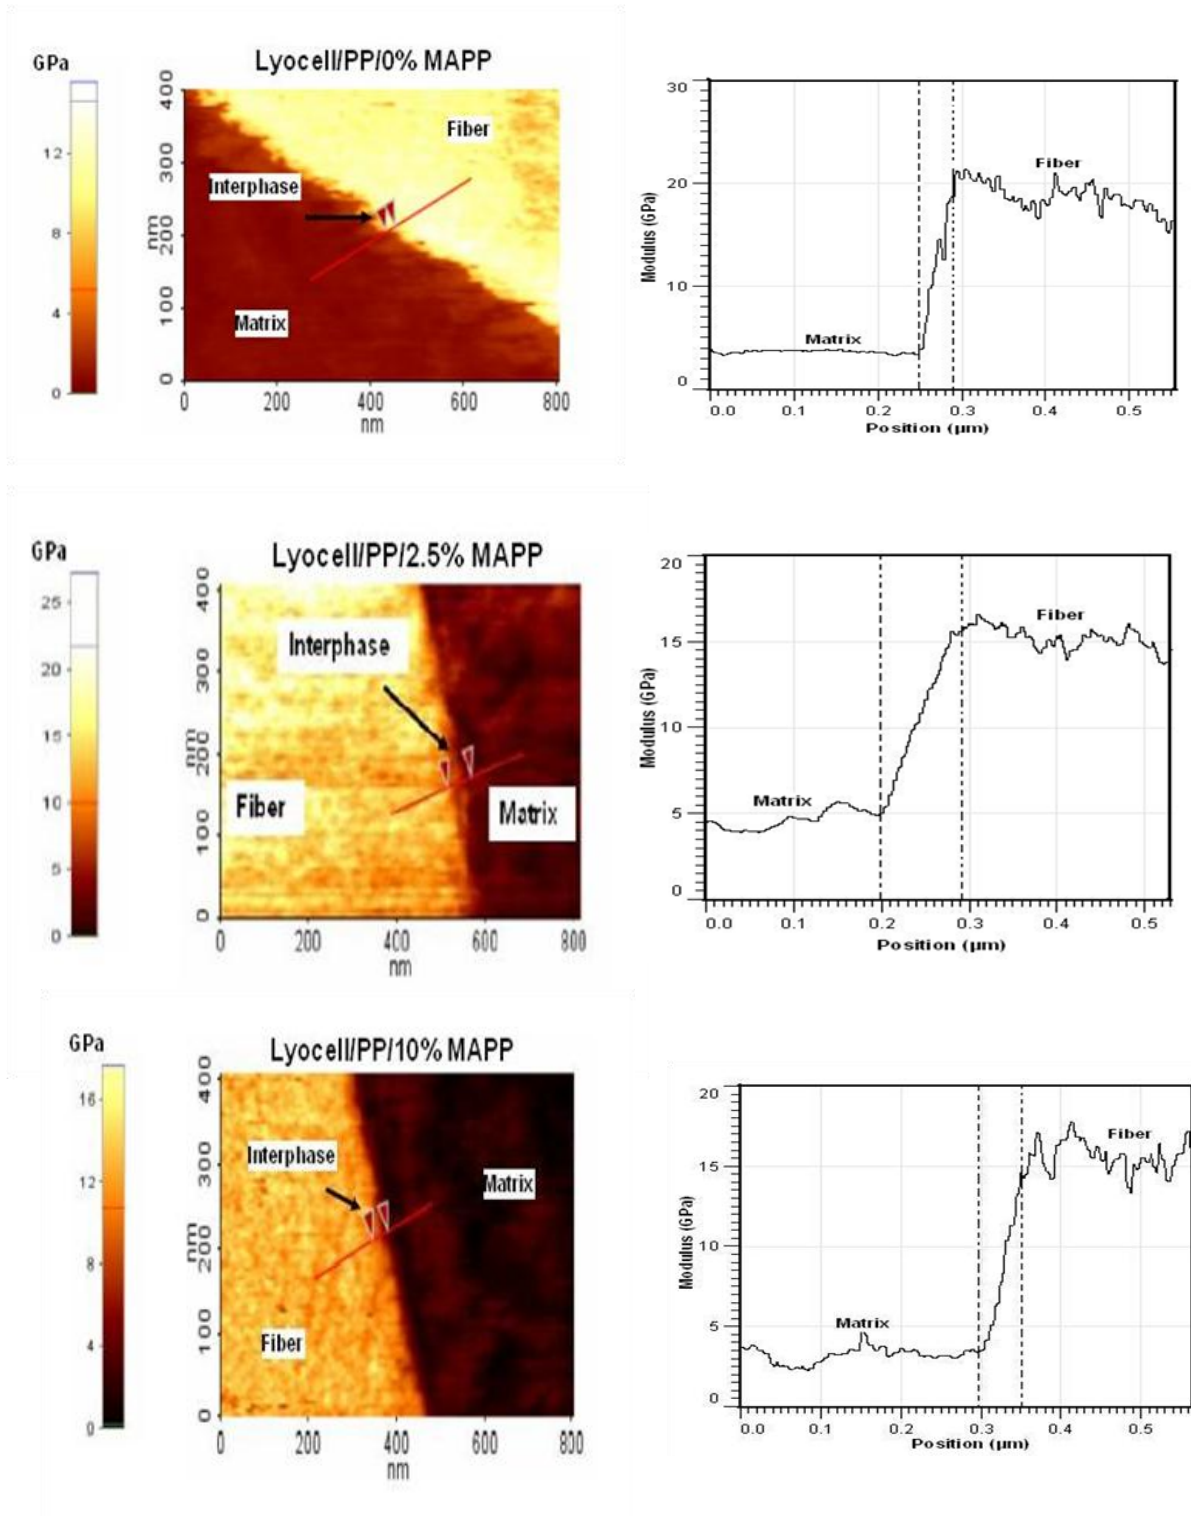 Lyocell/PP/0% MAPP
GPa
12
8
4
0
400
300
200
100
0
nm
Fiber
Interphase
Matrix
0 200 400 600 800
nm
30
20
10
0
Modulus (GPa)
Fiber
Matrix
0.0 0.1 0.2 0.3 0.4 0.5
Position (μm)
Lyocell/PP/2.5% MAPP
GPa
25
20
15
10
5
0
400
300
200
100
0
nm
Interphase
Fiber
Matrix
0 200 400 600 800
nm
20
15
10
5
0
Modulus (GPa)
Fiber
Matrix
0.1 0.2 0.3 0.4 0.5
Position (μm)
Lyocell/PP/10% MAPP
GPa
16
12
8
4
0
400
300
200
100
0
nm
Interphase
Matrix
Fiber
0 200 400 600 800
nm
20
15
10
5
0
Modulus (GPa)
Fiber
Matrix
0.0 0.1 0.2 0.3 0.4 0.5
Position (μm)